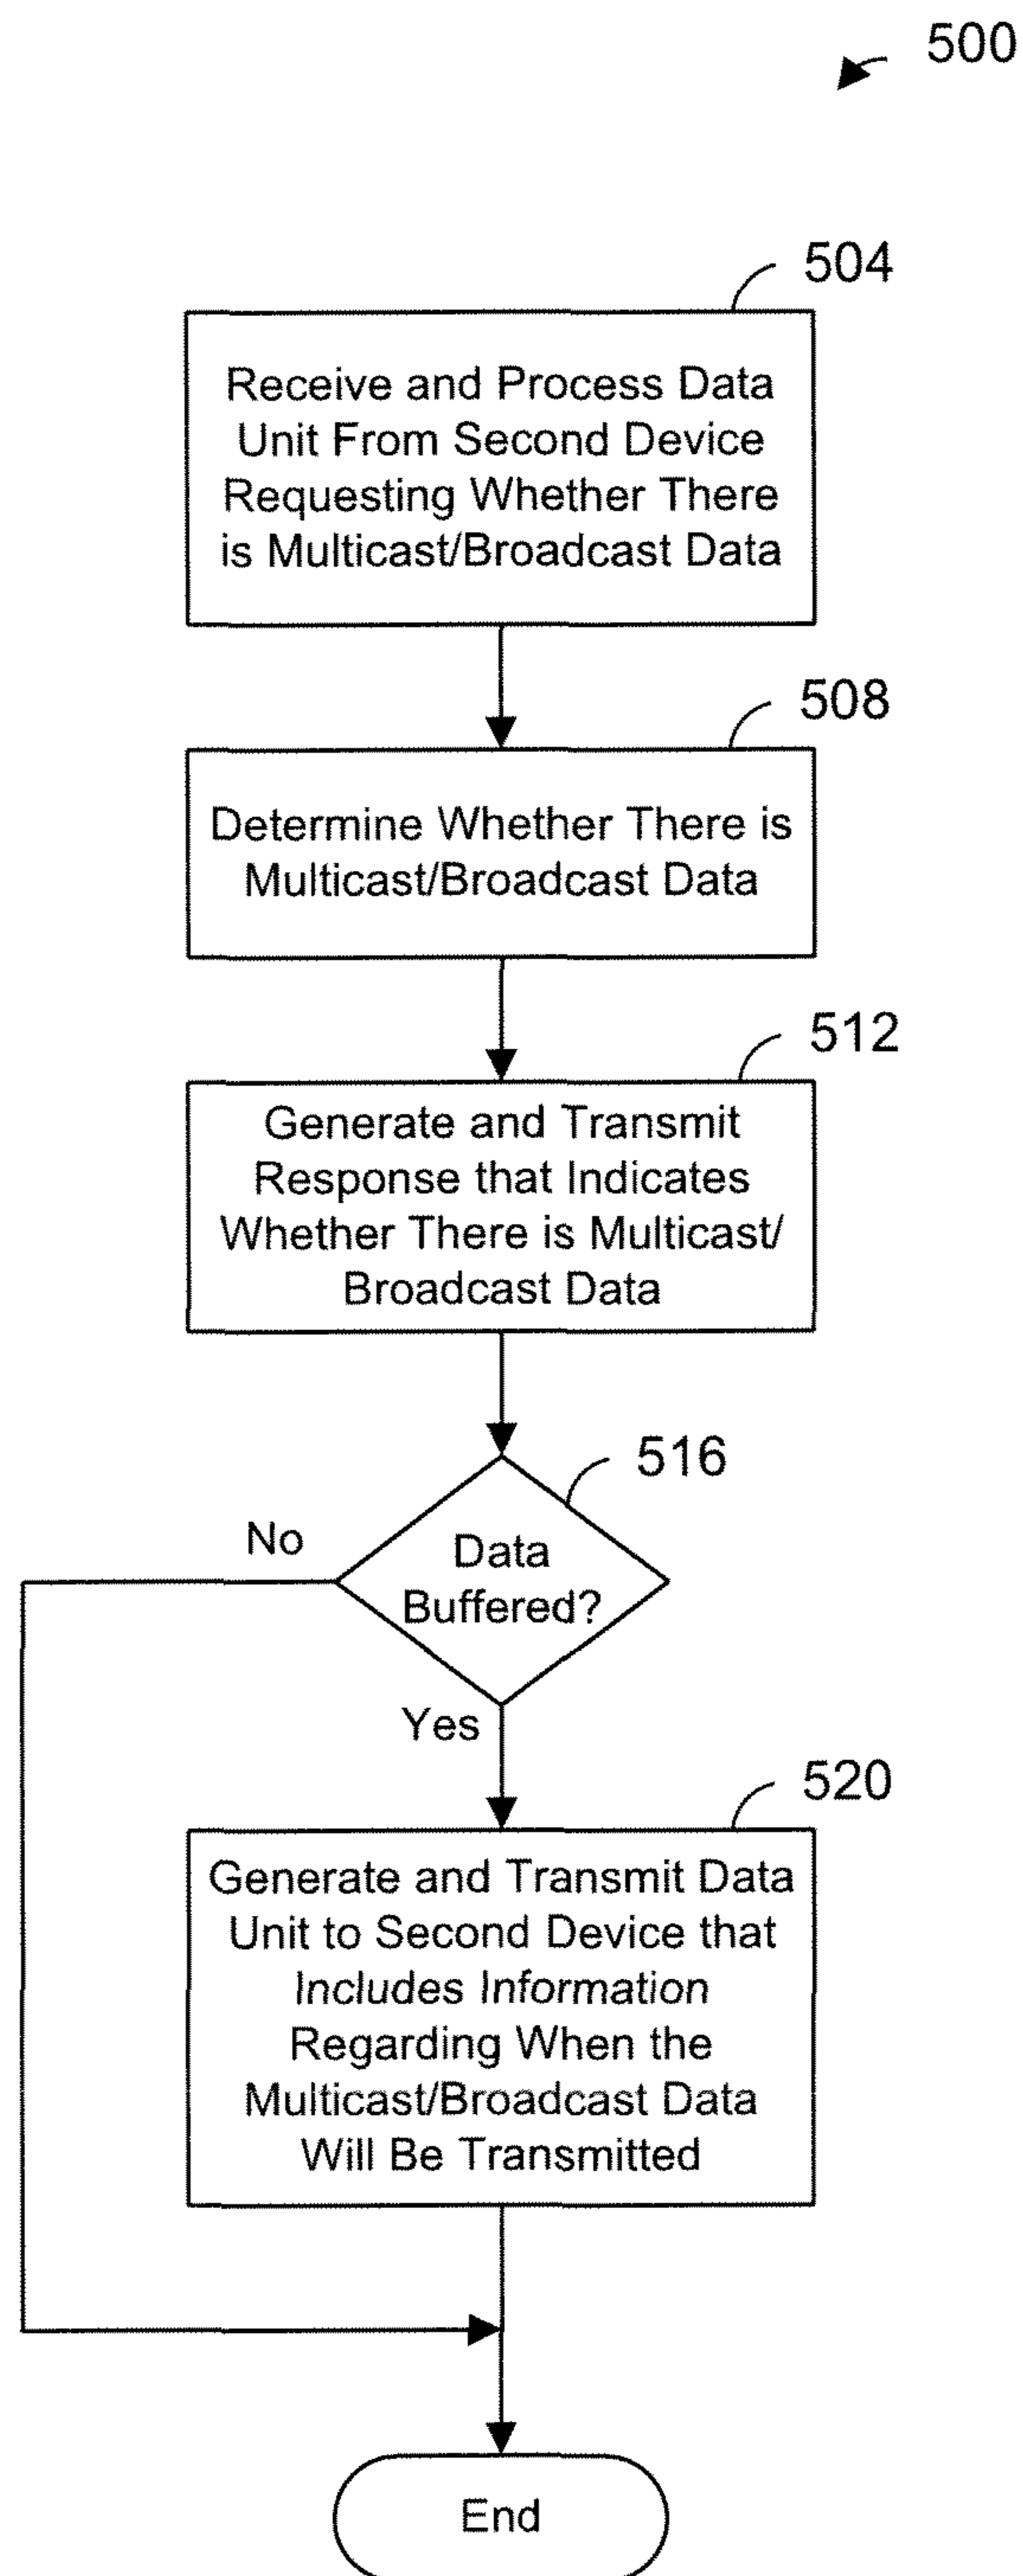 500
504
Receive and Process Data
Unit From Second Device
Requesting Whether There
is Multicast/Broadcast Data
508
Determine Whether There is
Multicast/Broadcast Data
512
Generate and Transmit
Response that Indicates
Whether There is Multicast/
Broadcast Data
516
Data
Buffered?
No
Yes
520
Generate and Transmit Data
Unit to Second Device that
Includes Information
Regarding When the
Multicast/Broadcast Data
Will Be Transmitted
End